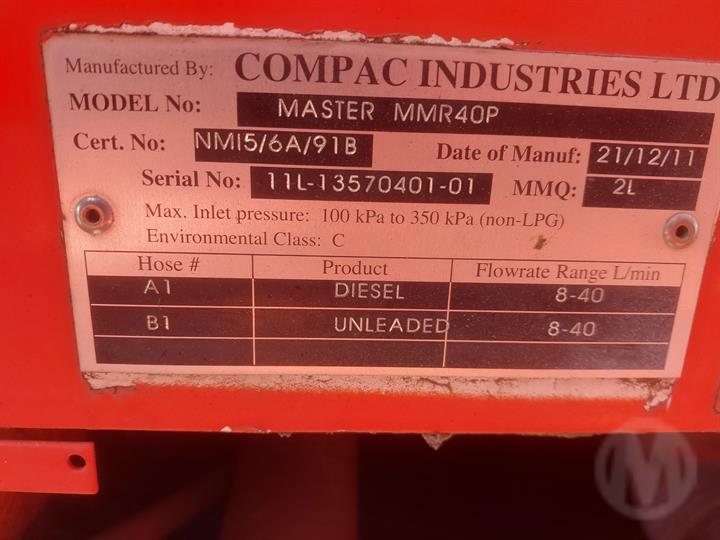 Manufactured By: COMPAC INDUSTRIES LTD
MODEL No: MASTER MMR40P
Cert. No: NMI5/6A/91B Date of Manuf: 21/12/11
Serial No: 11L-13570401-01 MMQ: 2L
Max. Inlet pressure: 100 kPa to 350 kPa (non-LPG)
Environmental Class: C
Hose # Product Flowrate Range L/min
A1 DIESEL 8-40
B1 UNLEADED 8-40
M